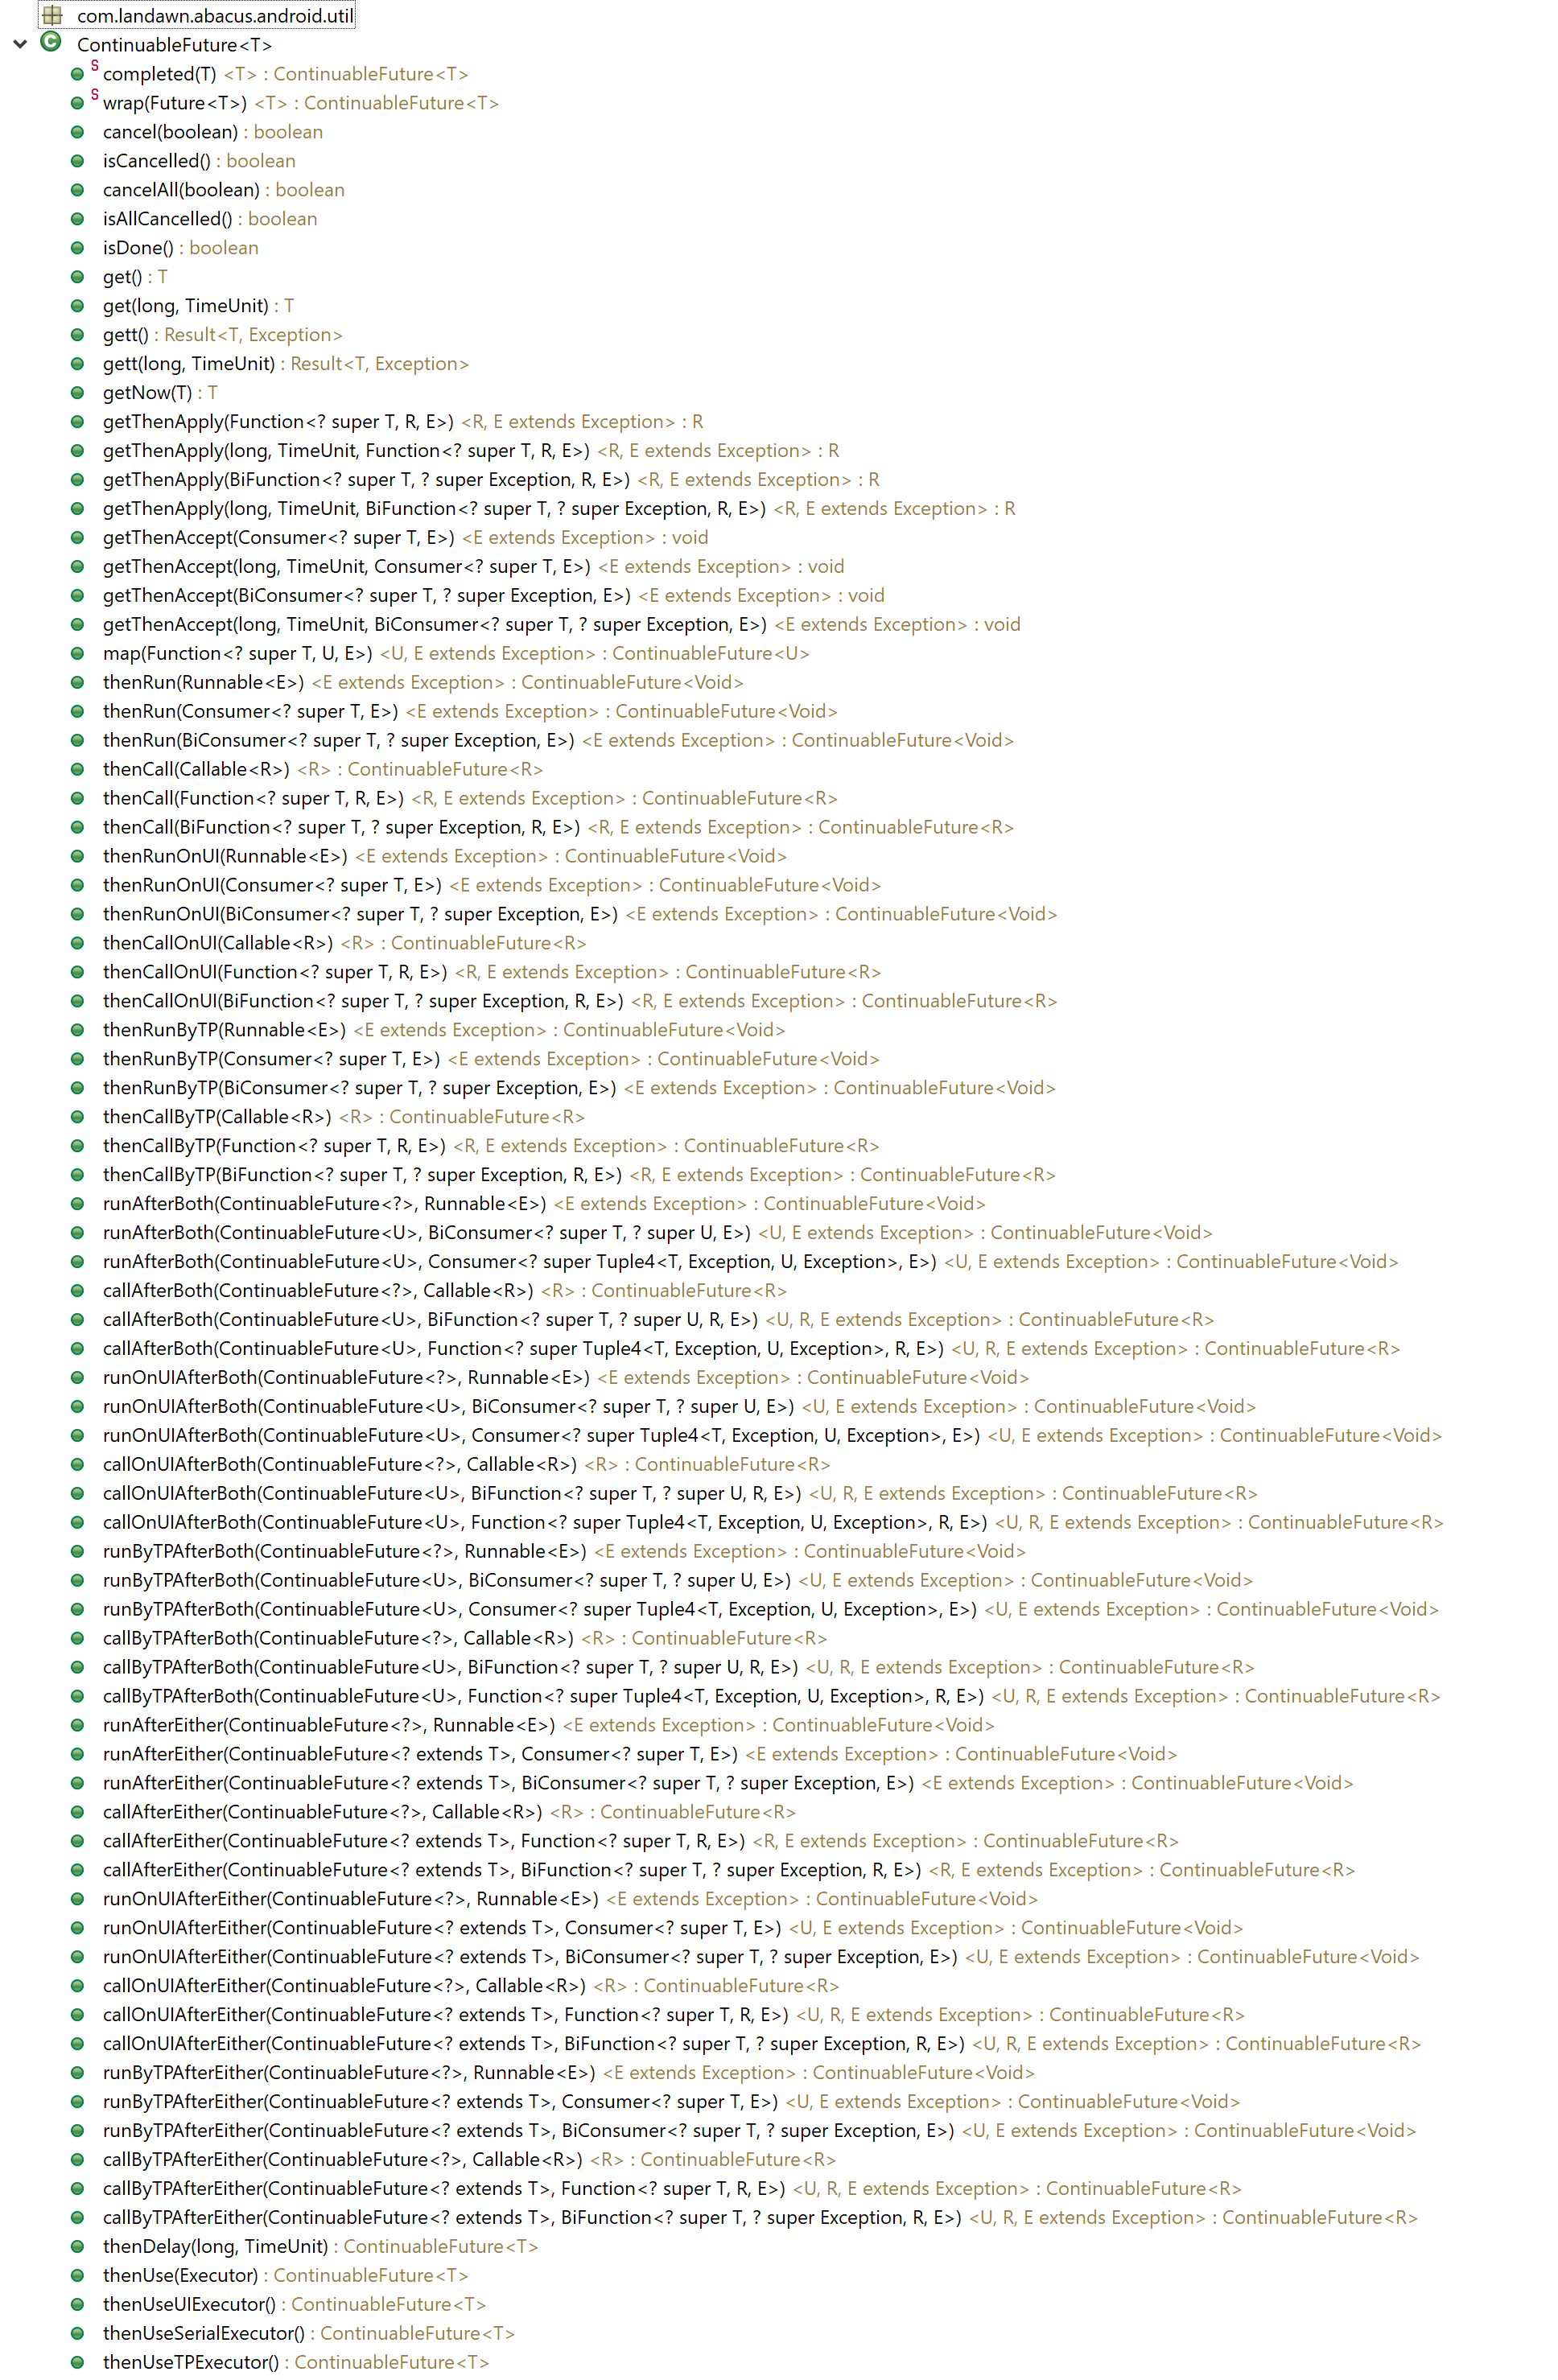 com.landawn.abacus.android.util
ContinuableFuture<T>
S completed(T) <T> : ContinuableFuture<T>
S wrap(Future<T>) <T> : ContinuableFuture<T>
cancel(boolean) : boolean
isCancelled() : boolean
cancelAll(boolean) : boolean
isAllCancelled() : boolean
isDone() : boolean
get() : T
get(long, TimeUnit) : T
gett() : Result<T, Exception>
gett(long, TimeUnit) : Result<T, Exception>
getNow(T) : T
getThenApply(Function<? super T, R, E>) <R, E extends Exception> : R
getThenApply(long, TimeUnit, Function<? super T, R, E>) <R, E extends Exception> : R
getThenApply(BiFunction<? super T, ? super Exception, R, E>) <R, E extends Exception> : R
getThenApply(long, TimeUnit, BiFunction<? super T, ? super Exception, R, E>) <R, E extends Exception> : R
getThenAccept(Consumer<? super T, E>) <E extends Exception> : void
getThenAccept(long, TimeUnit, Consumer<? super T, E>) <E extends Exception> : void
getThenAccept(BiConsumer<? super T, ? super Exception, E>) <E extends Exception> : void
getThenAccept(long, TimeUnit, BiConsumer<? super T, ? super Exception, E>) <E extends Exception> : void
map(Function<? super T, U, E>) <U, E extends Exception> : ContinuableFuture<U>
thenRun(Runnable<E>) <E extends Exception> : ContinuableFuture<Void>
thenRun(Consumer<? super T, E>) <E extends Exception> : ContinuableFuture<Void>
thenRun(BiConsumer<? super T, ? super Exception, E>) <E extends Exception> : ContinuableFuture<Void>
thenCall(Callable<R>) <R> : ContinuableFuture<R>
thenCall(Function<? super T, R, E>) <R, E extends Exception> : ContinuableFuture<R>
thenCall(BiFunction<? super T, ? super Exception, R, E>) <R, E extends Exception> : ContinuableFuture<R>
thenRunOnUI(Runnable<E>) <E extends Exception> : ContinuableFuture<Void>
thenRunOnUI(Consumer<? super T, E>) <E extends Exception> : ContinuableFuture<Void>
thenRunOnUI(BiConsumer<? super T, ? super Exception, E>) <E extends Exception> : ContinuableFuture<Void>
thenCallOnUI(Callable<R>) <R> : ContinuableFuture<R>
thenCallOnUI(Function<? super T, R, E>) <R, E extends Exception> : ContinuableFuture<R>
thenCallOnUI(BiFunction<? super T, ? super Exception, R, E>) <R, E extends Exception> : ContinuableFuture<R>
thenRunByTP(Runnable<E>) <E extends Exception> : ContinuableFuture<Void>
thenRunByTP(Consumer<? super T, E>) <E extends Exception> : ContinuableFuture<Void>
thenRunByTP(BiConsumer<? super T, ? super Exception, E>) <E extends Exception> : ContinuableFuture<Void>
thenCallByTP(Callable<R>) <R> : ContinuableFuture<R>
thenCallByTP(Function<? super T, R, E>) <R, E extends Exception> : ContinuableFuture<R>
thenCallByTP(BiFunction<? super T, ? super Exception, R, E>) <R, E extends Exception> : ContinuableFuture<R>
runAfterBoth(ContinuableFuture<?>, Runnable<E>) <E extends Exception> : ContinuableFuture<Void>
runAfterBoth(ContinuableFuture<U>, BiConsumer<? super T, ? super U, E>) <U, E extends Exception> : ContinuableFuture<Void>
runAfterBoth(ContinuableFuture<U>, Consumer<? super Tuple4<T, Exception, U, Exception>, E>) <U, E extends Exception> : ContinuableFuture<Void>
callAfterBoth(ContinuableFuture<?>, Callable<R>) <R> : ContinuableFuture<R>
callAfterBoth(ContinuableFuture<U>, BiFunction<? super T, ? super U, R, E>) <U, R, E extends Exception> : ContinuableFuture<R>
callAfterBoth(ContinuableFuture<U>, Function<? super Tuple4<T, Exception, U, Exception>, R, E>) <U, R, E extends Exception> : ContinuableFuture<R>
runOnUIAfterBoth(ContinuableFuture<?>, Runnable<E>) <E extends Exception> : ContinuableFuture<Void>
runOnUIAfterBoth(ContinuableFuture<U>, BiConsumer<? super T, ? super U, E>) <U, E extends Exception> : ContinuableFuture<Void>
runOnUIAfterBoth(ContinuableFuture<U>, Consumer<? super Tuple4<T, Exception, U, Exception>, E>) <U, E extends Exception> : ContinuableFuture<Void>
callOnUIAfterBoth(ContinuableFuture<?>, Callable<R>) <R> : ContinuableFuture<R>
callOnUIAfterBoth(ContinuableFuture<U>, BiFunction<? super T, ? super U, R, E>) <U, R, E extends Exception> : ContinuableFuture<R>
callOnUIAfterBoth(ContinuableFuture<U>, Function<? super Tuple4<T, Exception, U, Exception>, R, E>) <U, R, E extends Exception> : ContinuableFuture<R>
runByTPAfterBoth(ContinuableFuture<?>, Runnable<E>) <E extends Exception> : ContinuableFuture<Void>
runByTPAfterBoth(ContinuableFuture<U>, BiConsumer<? super T, ? super U, E>) <U, E extends Exception> : ContinuableFuture<Void>
runByTPAfterBoth(ContinuableFuture<U>, Consumer<? super Tuple4<T, Exception, U, Exception>, E>) <U, E extends Exception> : ContinuableFuture<Void>
callByTPAfterBoth(ContinuableFuture<?>, Callable<R>) <R> : ContinuableFuture<R>
callByTPAfterBoth(ContinuableFuture<U>, BiFunction<? super T, ? super U, R, E>) <U, R, E extends Exception> : ContinuableFuture<R>
callByTPAfterBoth(ContinuableFuture<U>, Function<? super Tuple4<T, Exception, U, Exception>, R, E>) <U, R, E extends Exception> : ContinuableFuture<R>
runAfterEither(ContinuableFuture<?>, Runnable<E>) <E extends Exception> : ContinuableFuture<Void>
runAfterEither(ContinuableFuture<? extends T>, Consumer<? super T, E>) <E extends Exception> : ContinuableFuture<Void>
runAfterEither(ContinuableFuture<? extends T>, BiConsumer<? super T, ? super Exception, E>) <E extends Exception> : ContinuableFuture<Void>
callAfterEither(ContinuableFuture<?>, Callable<R>) <R> : ContinuableFuture<R>
callAfterEither(ContinuableFuture<? extends T>, Function<? super T, R, E>) <R, E extends Exception> : ContinuableFuture<R>
callAfterEither(ContinuableFuture<? extends T>, BiFunction<? super T, ? super Exception, R, E>) <R, E extends Exception> : ContinuableFuture<R>
runOnUIAfterEither(ContinuableFuture<?>, Runnable<E>) <E extends Exception> : ContinuableFuture<Void>
runOnUIAfterEither(ContinuableFuture<? extends T>, Consumer<? super T, E>) <U, E extends Exception> : ContinuableFuture<Void>
runOnUIAfterEither(ContinuableFuture<? extends T>, BiConsumer<? super T, ? super Exception, E>) <U, E extends Exception> : ContinuableFuture<Void>
callOnUIAfterEither(ContinuableFuture<?>, Callable<R>) <R> : ContinuableFuture<R>
callOnUIAfterEither(ContinuableFuture<? extends T>, Function<? super T, R, E>) <U, R, E extends Exception> : ContinuableFuture<R>
callOnUIAfterEither(ContinuableFuture<? extends T>, BiFunction<? super T, ? super Exception, R, E>) <U, R, E extends Exception> : ContinuableFuture<R>
runByTPAfterEither(ContinuableFuture<?>, Runnable<E>) <E extends Exception> : ContinuableFuture<Void>
runByTPAfterEither(ContinuableFuture<? extends T>, Consumer<? super T, E>) <U, E extends Exception> : ContinuableFuture<Void>
runByTPAfterEither(ContinuableFuture<? extends T>, BiConsumer<? super T, ? super Exception, E>) <U, E extends Exception> : ContinuableFuture<Void>
callByTPAfterEither(ContinuableFuture<?>, Callable<R>) <R> : ContinuableFuture<R>
callByTPAfterEither(ContinuableFuture<? extends T>, Function<? super T, R, E>) <U, R, E extends Exception> : ContinuableFuture<R>
callByTPAfterEither(ContinuableFuture<? extends T>, BiFunction<? super T, ? super Exception, R, E>) <U, R, E extends Exception> : ContinuableFuture<R>
thenDelay(long, TimeUnit) : ContinuableFuture<T>
thenUse(Executor) : ContinuableFuture<T>
thenUseUIExecutor() : ContinuableFuture<T>
thenUseSerialExecutor() : ContinuableFuture<T>
thenUseTPExecutor() : ContinuableFuture<T>